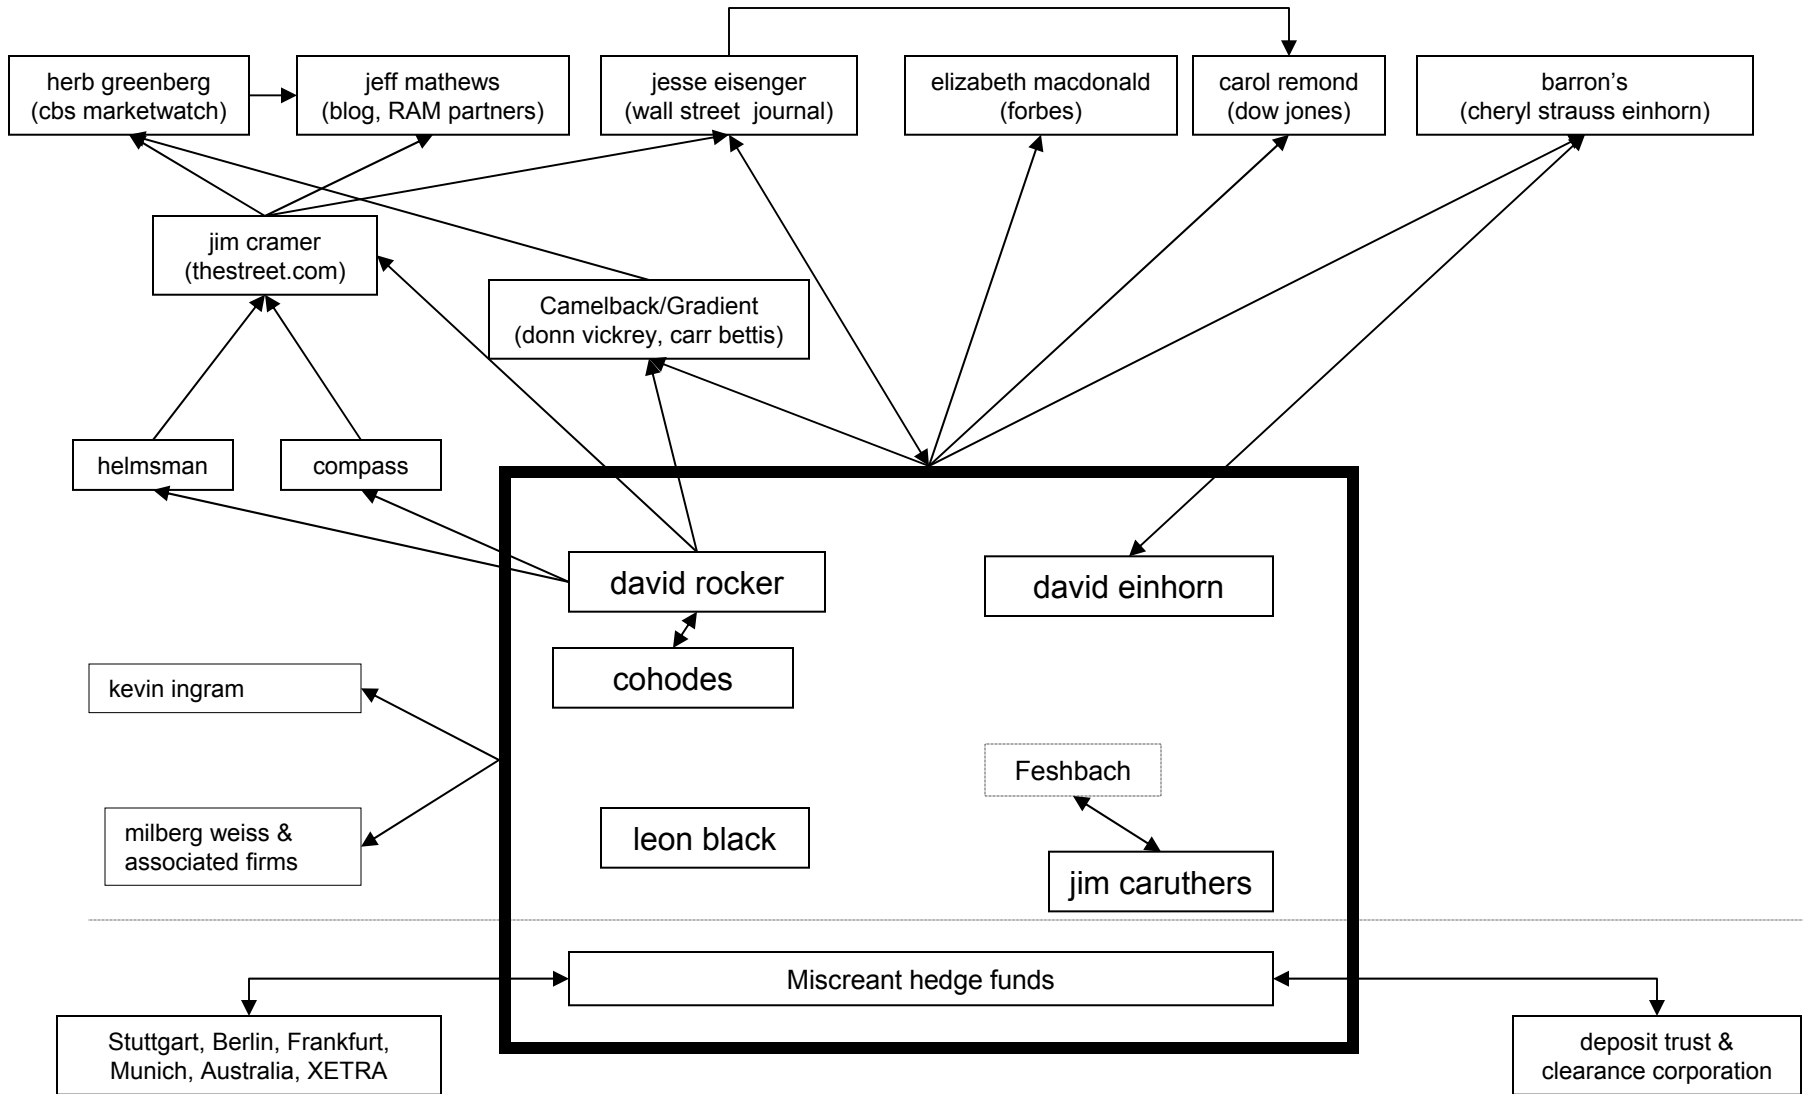 herb greenberg
(cbs marketwatch)
jeff mathews
(blog, RAM partners)
jesse eisenger
(wall street journal)
elizabeth macdonald
(forbes)
carol remond
(dow jones)
barron’s
(cheryl strauss einhorn)
jim cramer
(thestreet.com)
Camelback/Gradient
(donn vickrey, carr bettis)
helmsman
compass
david rocker
david einhorn
cohodes
kevin ingram
Feshbach
milberg weiss &
associated firms
leon black
jim caruthers
Miscreant hedge funds
Stuttgart, Berlin, Frankfurt,
Munich, Australia, XETRA
deposit trust &
clearance corporation